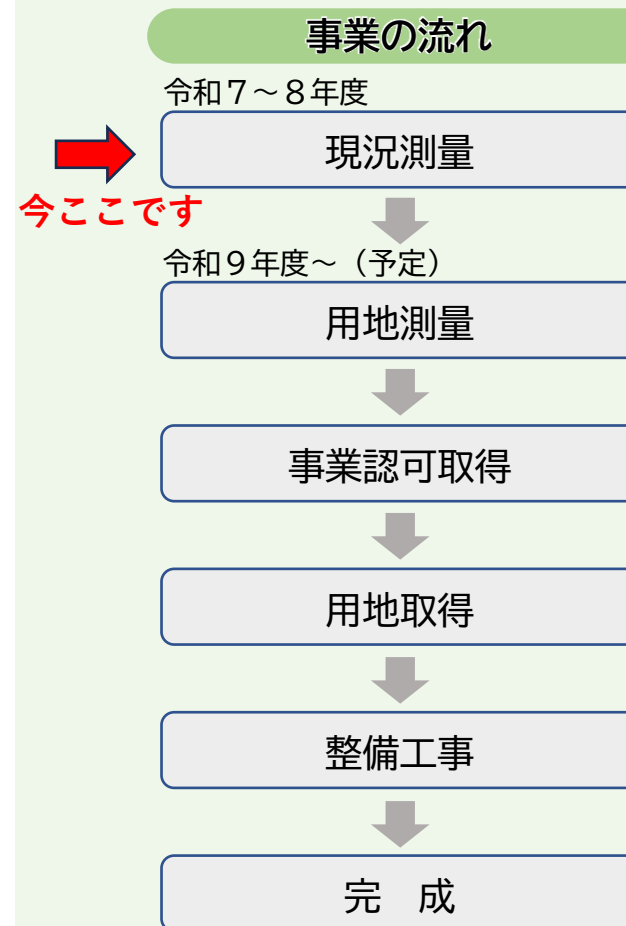 事業の流れ
令和７～８年度
現況測量
今ここです
令和９年度～（予定）
用地測量
事業認可取得
用地取得
整備工事
完　成